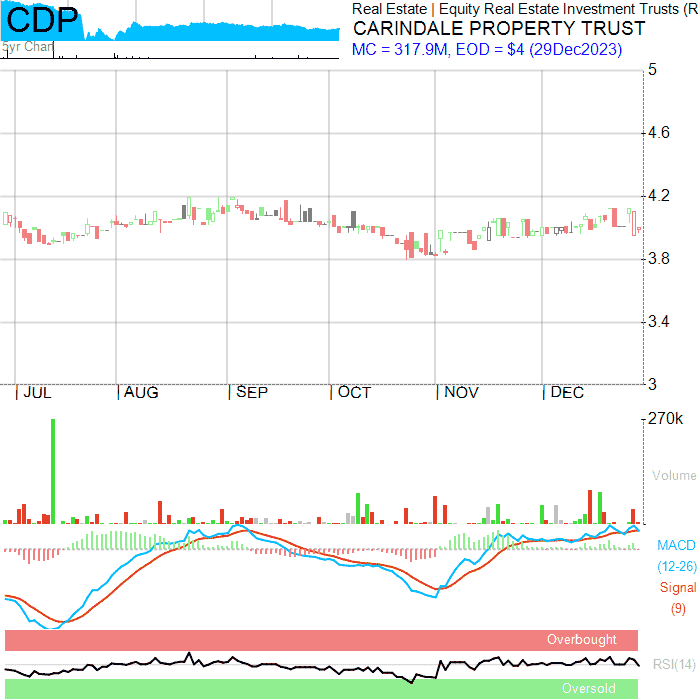 CDP
5yr Chart
Real Estate | Equity Real Estate Investment Trusts (R
CARINDALE PROPERTY TRUST
MC = 317.9M, EOD = $4 (29Dec2023)
5
4.6
4.2
3.8
3.4
3
JUL AUG SEP OCT NOV DEC
270k
Volume
MACD
(12-26)
Signal
(9)
Overbought
RSI(14)
Oversold